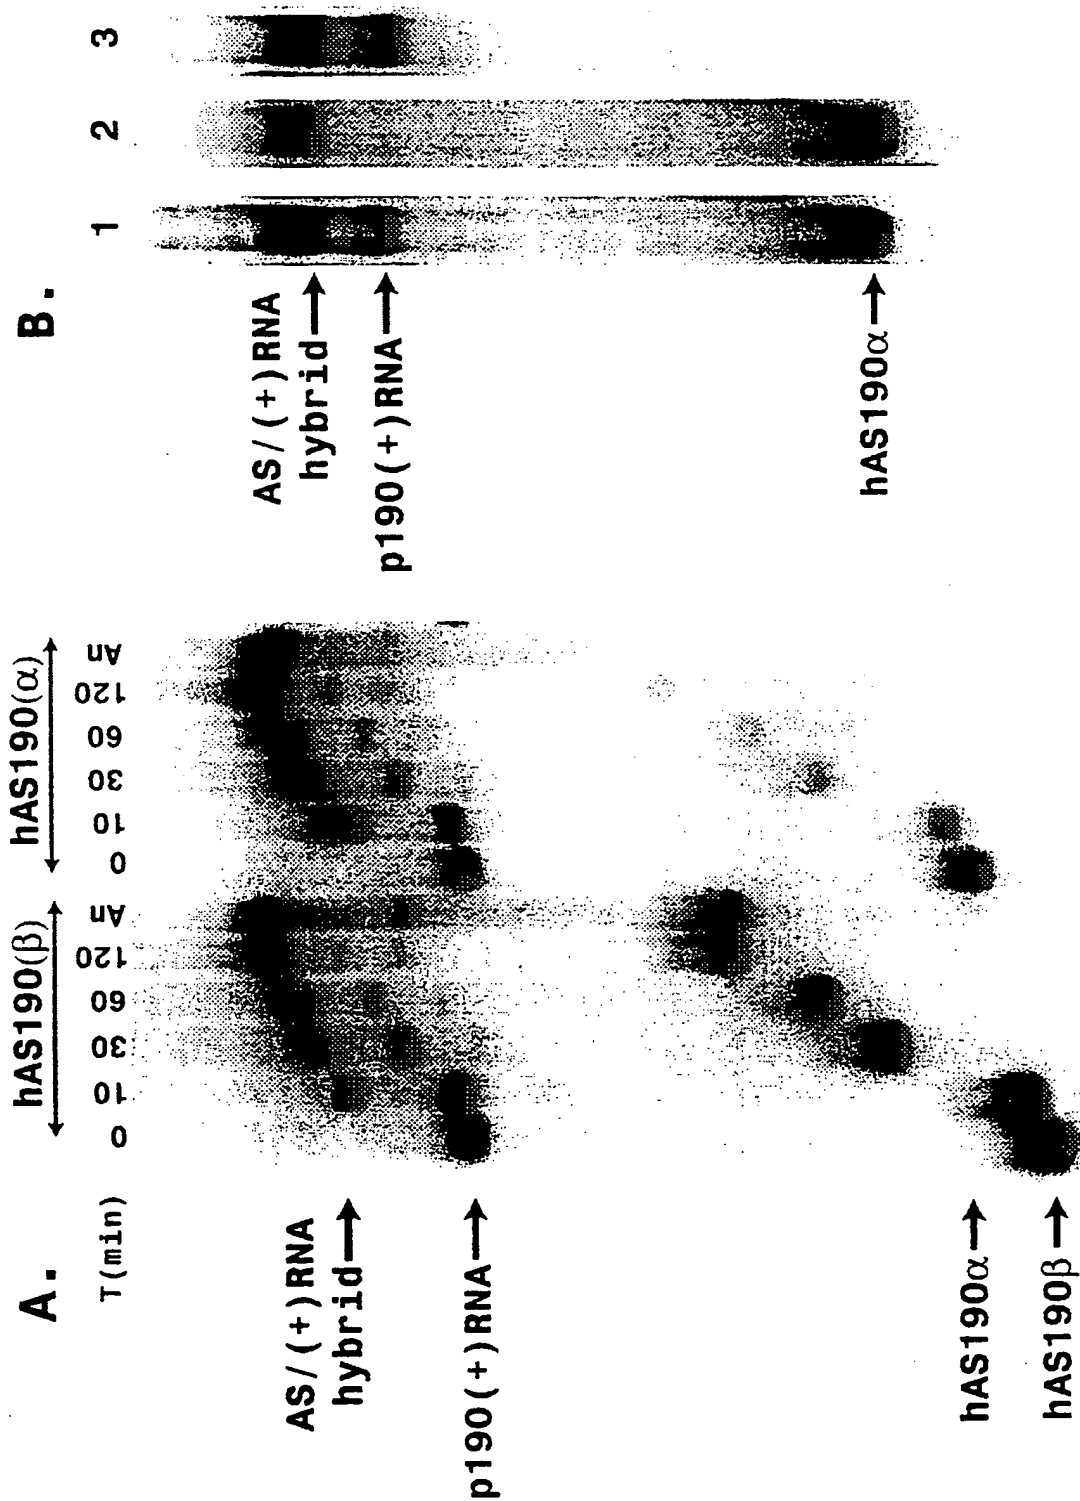 A.
hAS190(β)
hAS190(α)
T(min)
0 10 30 60 120 An 0 10 30 60 120 An
AS/(+)RNA
hybrid
p190(+)RNA
hAS190α
hAS190β
B.
1 2 3
AS/(+)RNA
hybrid
p190(+)RNA
hAS190α